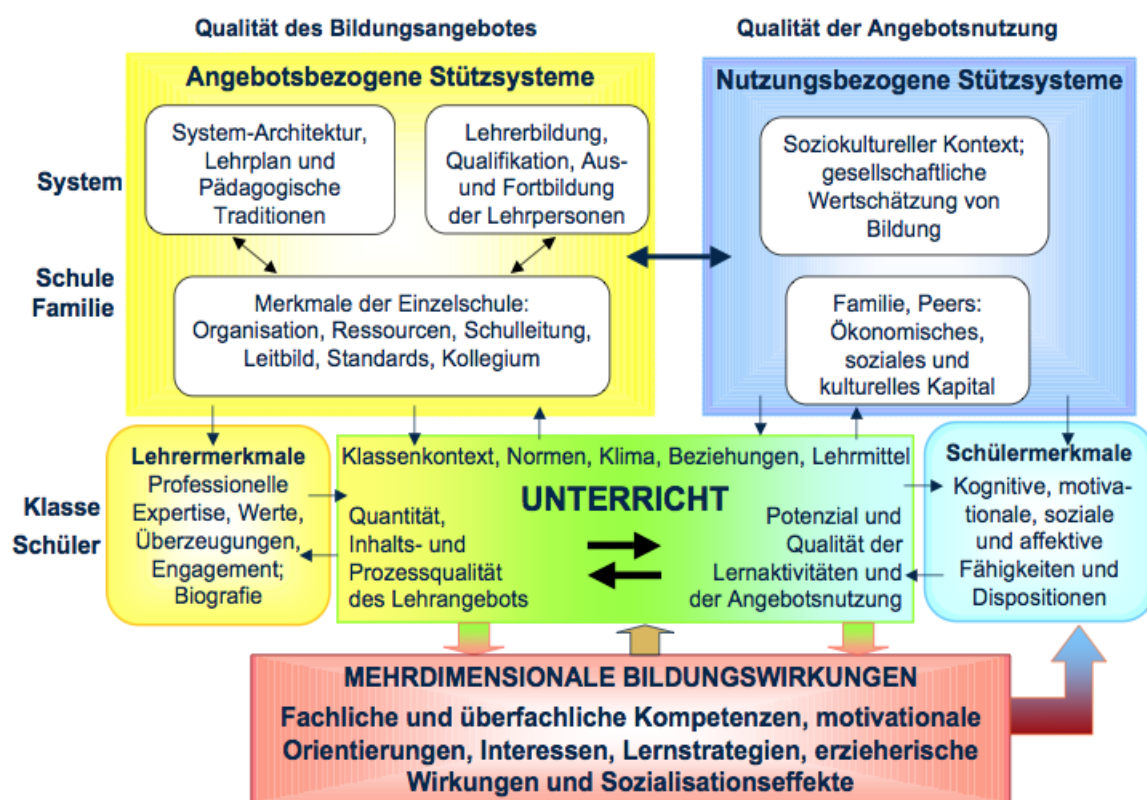 Qualität des Bildungsangebotes
Qualität der Angebotsnutzung
Angebotsbezogene Stützsysteme
Nutzungsbezogene Stützsysteme
System
System-Architektur,
Lehrplan und
Pädagogische
Traditionen
Lehrerbildung,
Qualifikation, Aus-
und Fortbildung
der Lehrpersonen
Soziokultureller Kontext;
gesellschaftliche
Wertschätzung von
Bildung
Schule
Familie
Merkmale der Einzelschule:
Organisation, Ressourcen, Schulleitung,
Leitbild, Standards, Kollegium
Familie, Peers:
Ökonomisches,
soziales und
kulturelles Kapital
Klasse
Schüler
Lehrermerkmale
Professionelle
Expertise, Werte,
Überzeugungen,
Engagement;
Biografie
Klassenkontext, Normen, Klima, Beziehungen, Lehrmittel
UNTERRICHT
Quantität,
Inhalts- und
Prozessqualität
des Lehrangebots
Potenzial und
Qualität der
Lernaktivitäten und
der Angebotsnutzung
Schülermerkmale
Kognitive, motiva-
tionale, soziale
und affektive
Fähigkeiten und
Dispositionen
MEHRDIMENSIONALE BILDUNGSWIRKUNGEN
Fachliche und überfachliche Kompetenzen, motivationale
Orientierungen, Interessen, Lernstrategien, erzieherische
Wirkungen und Sozialisationseffekte